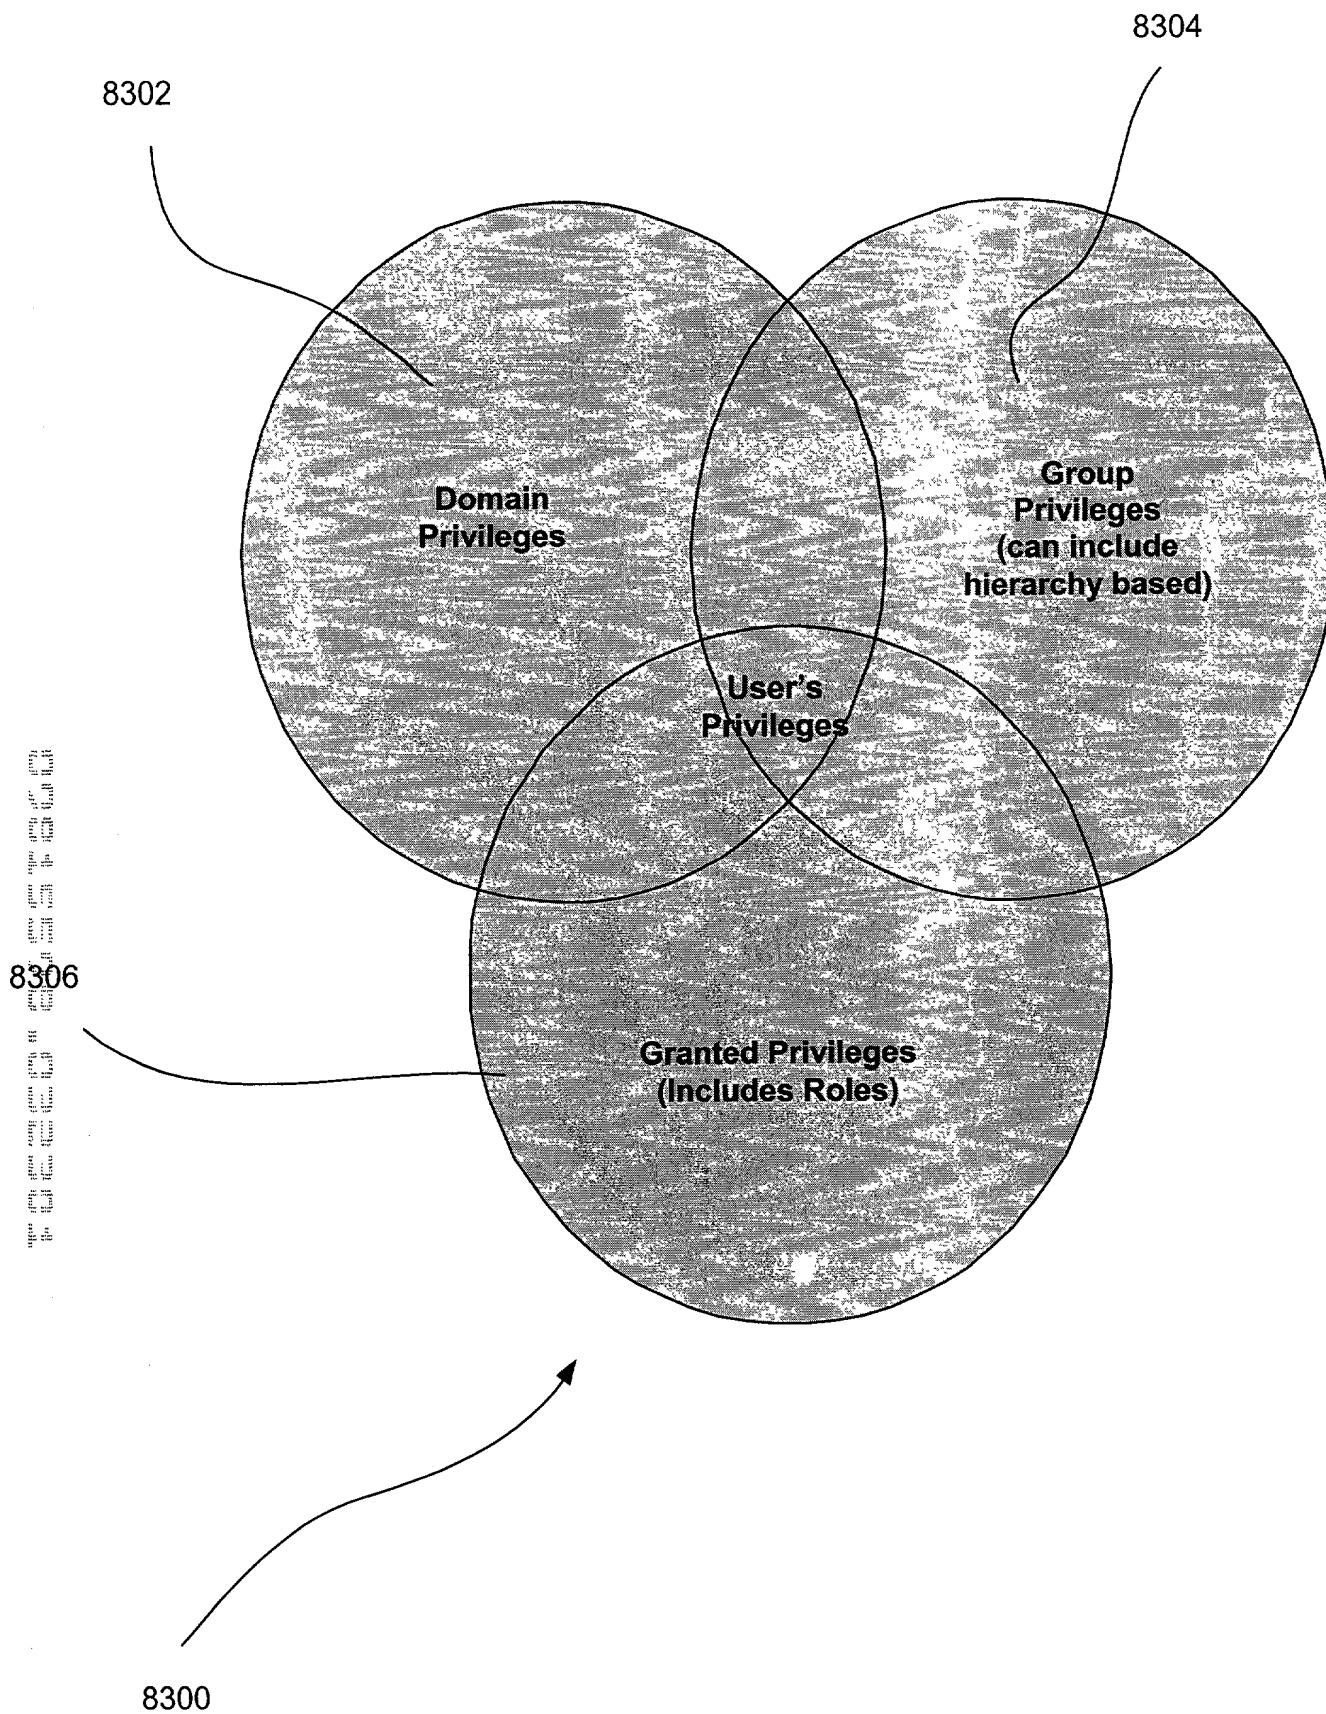 8304
8302
Domain
Privileges
Group
Privileges
(can include
hierarchy based)
User's
Privileges
8306
Granted Privileges
(Includes Roles)
8300